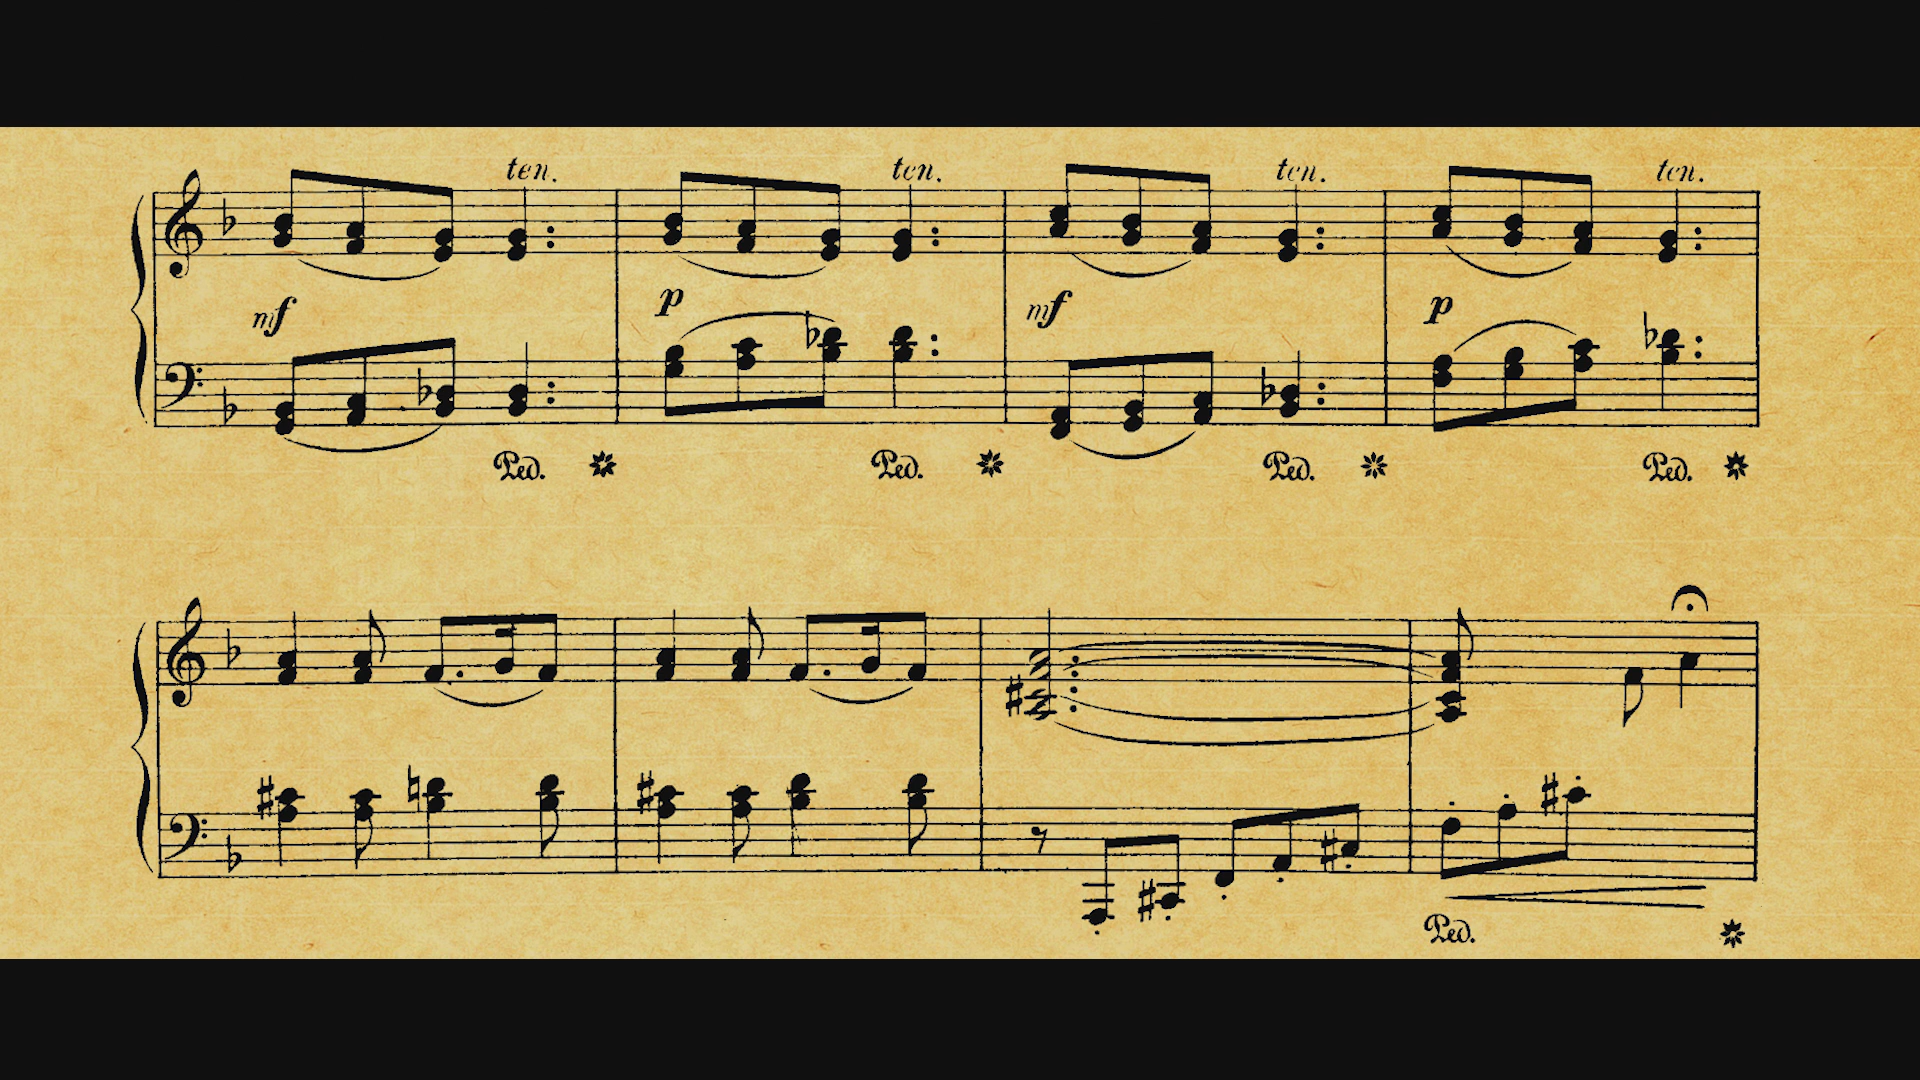 ten. ten. ten. ten.
mf p mf p
Ped. Ped. Ped. Ped.
Ped.